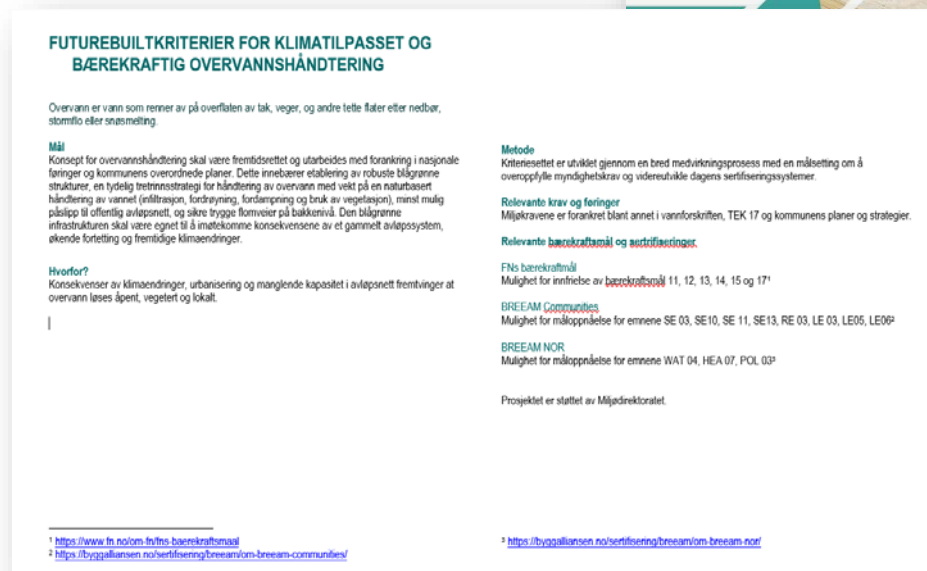 FUTUREBUILTKRITERIER FOR KLIMATILPASSET OG
BÆREKRAFTIG OVERVANNSHÅNDTERING
Overvann er vann som renner av på overflaten av tak, veger, og andre tette flater etter nedbør,
stormflo eller snøsmelting.
Mål
Konsept for overvannshåndtering skal være fremtidsrettet og utarbeides med forankring i nasjonale
føringer og kommunens overordnede planer. Dette innebærer etablering av robuste blågrønne
strukturer, en tydelig tretrinnsstrategi for håndtering av overvann med vekt på en naturbasert
håndtering av vannet (infiltrasjon, fordrøyning, fordampning og bruk av vegetasjon), minst mulig
påslipp til offentlig avløpsnett, og sikre trygge flomveier på bakkenivå. Den blågrønne
infrastrukturen skal være egnet til å imøtekomme konsekvensene av et gammelt avløpssystem,
økende fortetting og fremtidige klimaendringer.
Hvorfor?
Konsekvenser av klimaendringer, urbanisering og manglende kapasitet i avløpsnett fremtvinger at
overvann løses åpent, vegetert og lokalt.
¹ https://www.fn.no/om-fn/fns-baerekraftsmaal
² https://byggalliansen.no/sertifisering/breeam/om-breeam-communities/
Metode
Kriteriesettet er utviklet gjennom en bred medvirkningsprosess med en målsetting om å
overoppfylle myndighetskrav og videreutvikle dagens sertifiseringssystemer.
Relevante krav og føringer
Miljøkravene er forankret blant annet i vannforskriften, TEK 17 og kommunens planer og strategier.
Relevante bærekraftsmål og sertrifiseringer
FNs bærekraftmål
Mulighet for innfrielse av bærekraftsmål 11, 12, 13, 14, 15 og 17¹
BREEAM Communities
Mulighet for måloppnåelse for emnene SE 03, SE10, SE 11, SE13, RE 03, LE 03, LE05, LE06²
BREEAM NOR
Mulighet for måloppnåelse for emnene WAT 04, HEA 07, POL 03³
Prosjektet er støttet av Miljødirektoratet.
³ https://byggalliansen.no/sertifisering/breeam/om-breeam-nor/